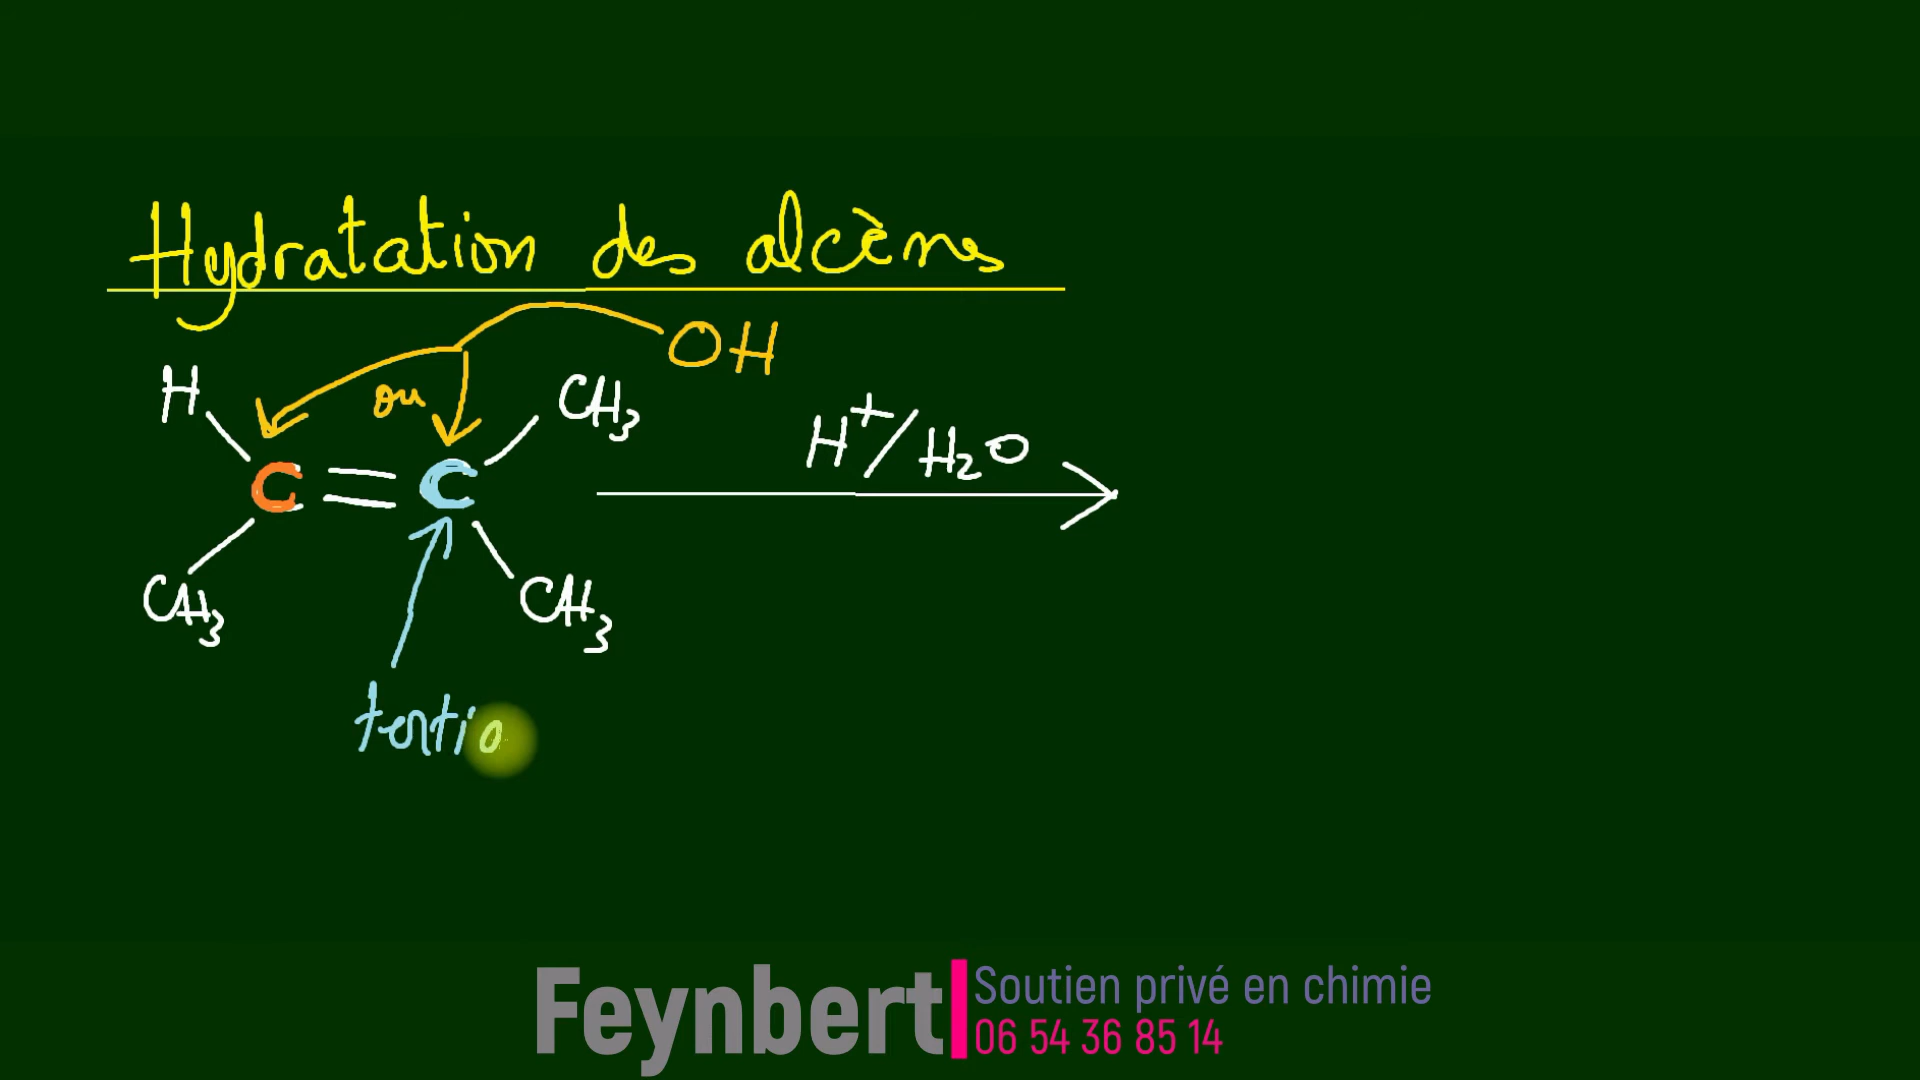 Hydratation des alcènes
OH
H
ou
CH3
H+/H2O
C = C
CH3
CH3
tertia
Feynbert
Soutien privé en chimie
06 54 36 85 14